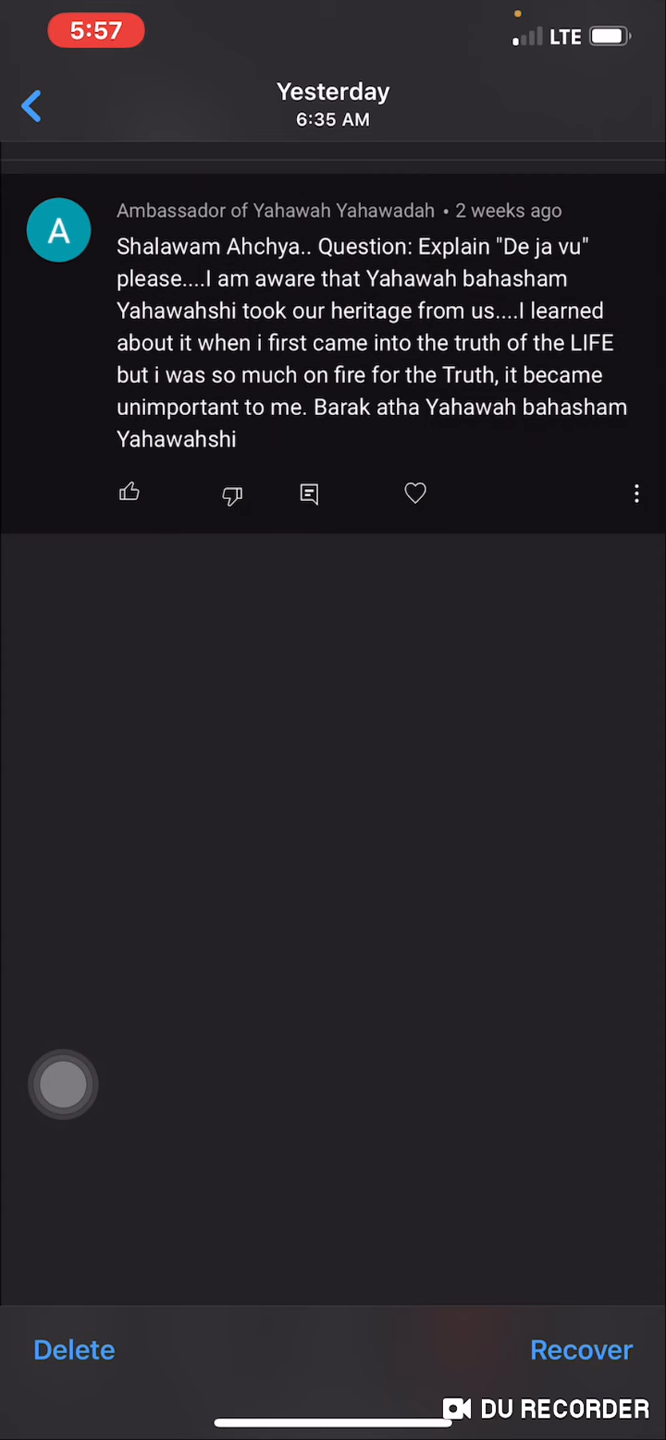 5:57
LTE
Yesterday
6:35 AM
A
Ambassador of Yahawah Yahawadah • 2 weeks ago
Shalawam Ahchya.. Question: Explain "De ja vu"
please....I am aware that Yahawah bahasham
Yahawahshi took our heritage from us....I learned
about it when i first came into the truth of the LIFE
but i was so much on fire for the Truth, it became
unimportant to me. Barak atha Yahawah bahasham
Yahawahshi
Delete
Recover
DU RECORDER